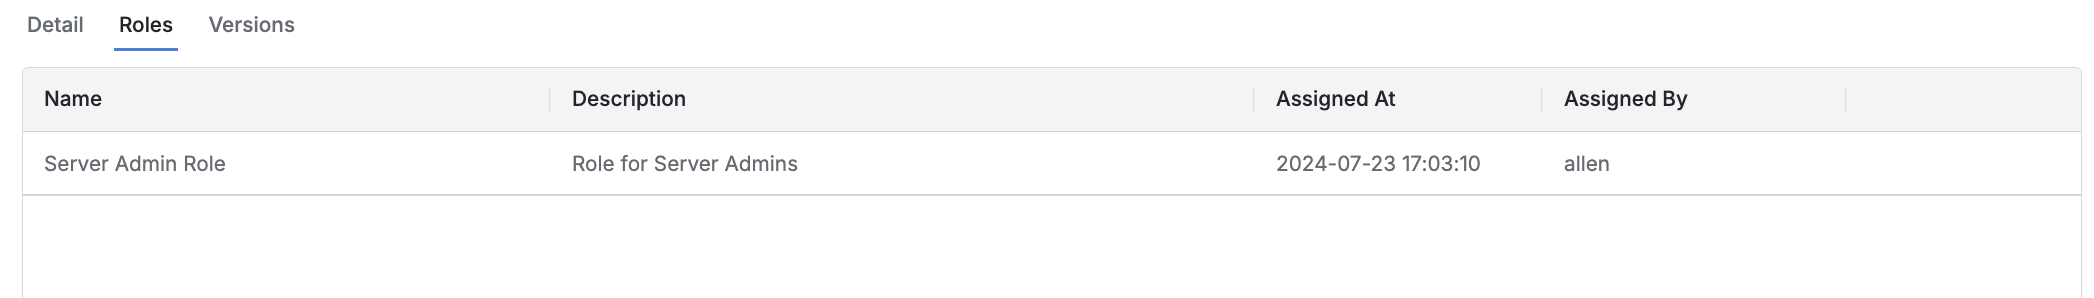 Detail Roles Versions
Name Description Assigned At Assigned By
Server Admin Role Role for Server Admins 2024-07-23 17:03:10 allen